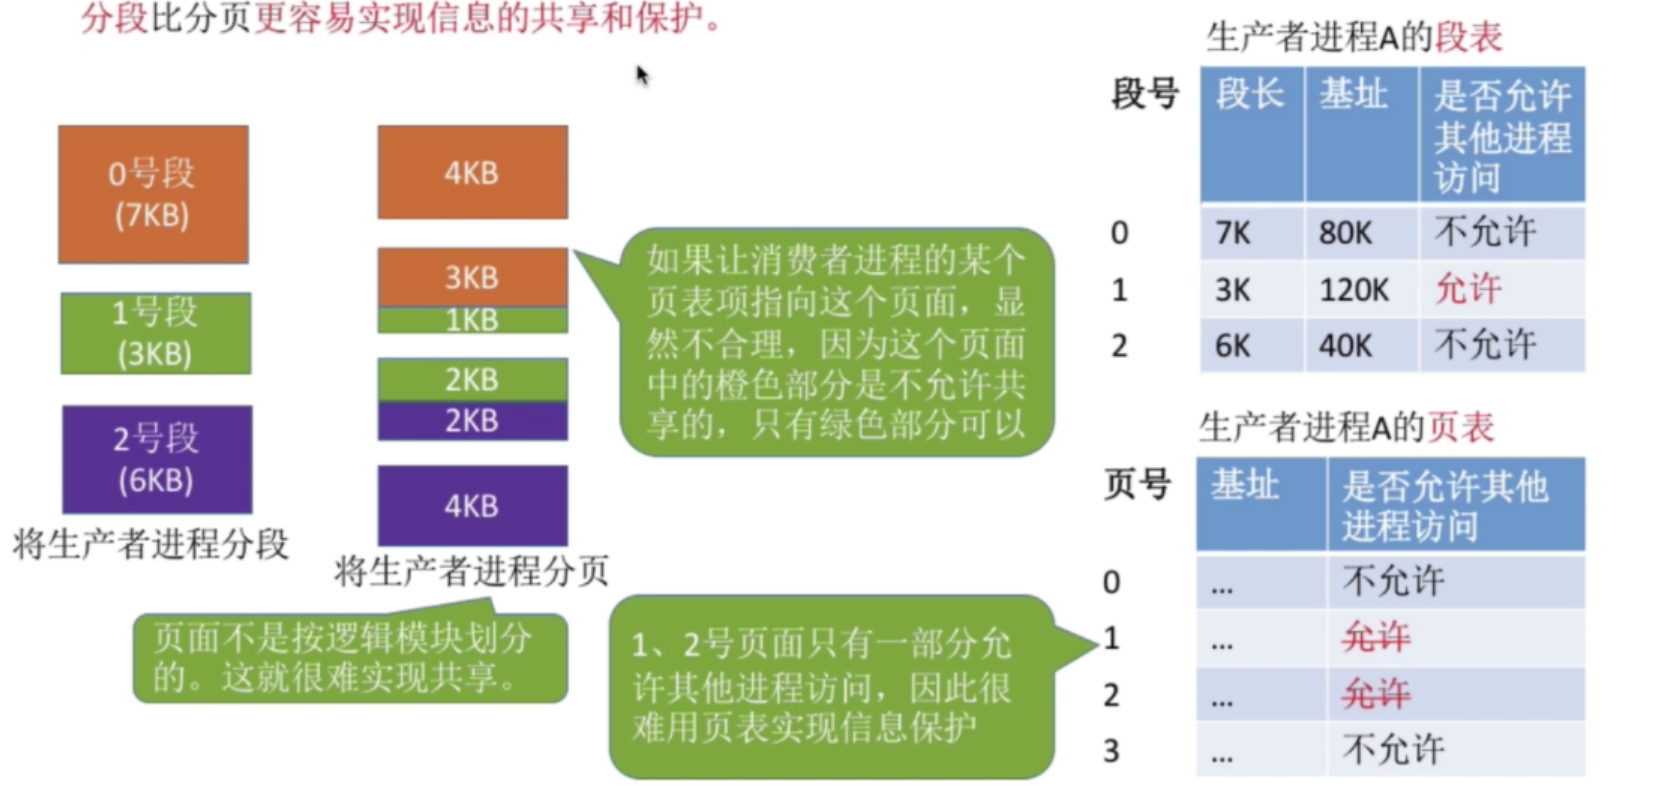 分段比分页更容易实现信息的共享和保护。
0号段
(7KB)
1号段
(3KB)
2号段
(6KB)
将生产者进程分段
4KB
3KB
1KB
2KB
2KB
4KB
将生产者进程分页
页面不是按逻辑模块划分
的。这就很难实现共享。
如果让消费者进程的某个
页表项指向这个页面，显
然不合理，因为这个页面
中的橙色部分是不允许共
享的，只有绿色部分可以
1、2号页面只有一部分允
许其他进程访问，因此很
难用页表实现信息保护
生产者进程A的段表
段号 段长 基址 是否允许
其他进程
访问
0 7K 80K 不允许
1 3K 120K 允许
2 6K 40K 不允许
生产者进程A的页表
页号 基址 是否允许其他
进程访问
0 ... 不允许
1 ... 允许
2 ... 允许
3 ... 不允许